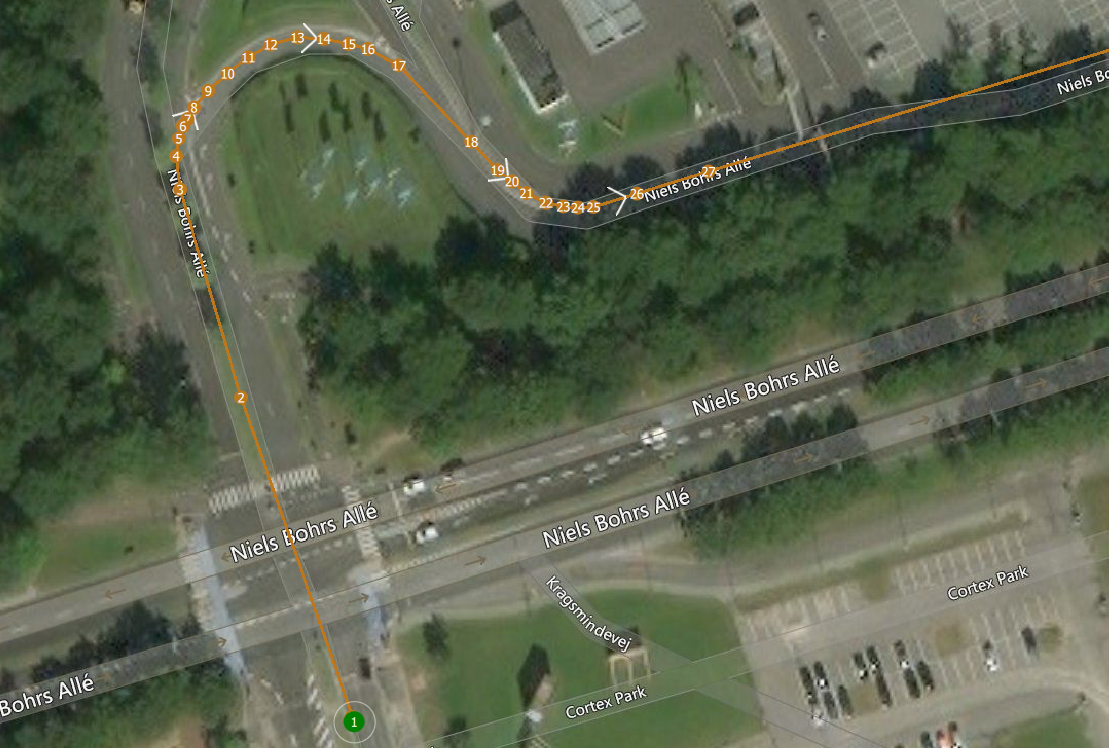 s Allé
13
14
15
16
12
11
17
10
9
8
7
6
5
4
3
18
19
20
21
22
23
24
25
26
27
Niels Bohrs Allé
Niels Bo
Niels Bohrs Allé
2
Niels Bohrs Allé
Niels Bohrs Allé
Niels Bohrs Allé
Kragsmindevej
Cortex Park
Bohrs Allé
Cortex Park
1